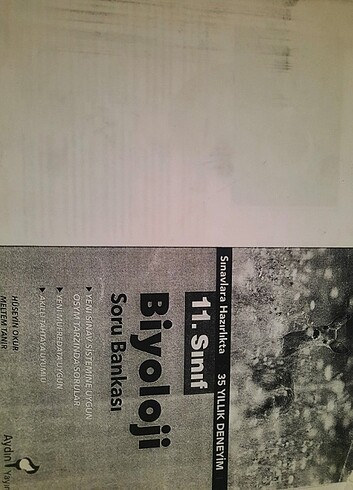 Sınavlara Hazırlıkta 35 YILLIK DENEYİM
11. Sınıf
Biyoloji
Soru Bankası
YENİ SINAV SİSTEMİNE UYGUN
ÖSYM TARZINDA SORULAR
YENİ MÜFREDATA UYGUN
AKILLI TAHTAYA UYUMLU
HÜSEYİN OKUR
MELTEM TANIR
Aydın Yayın